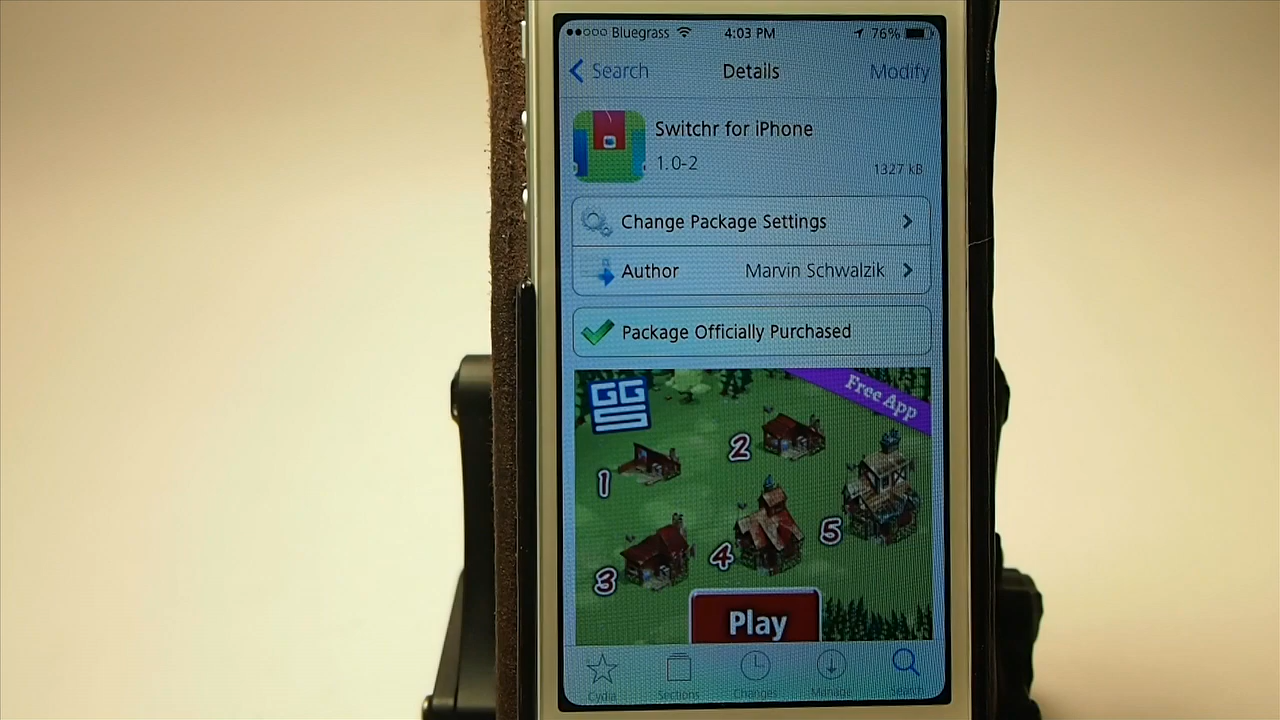 Bluegrass 4:03 PM 76%
Search Details Modify
Switchr for iPhone
1.0-2
1327 kB
Change Package Settings
Author Marvin Schwalzik
Package Officially Purchased
GGS
Free App
1
2
3
4
5
Play
Cydia Sections Changes Manage Search